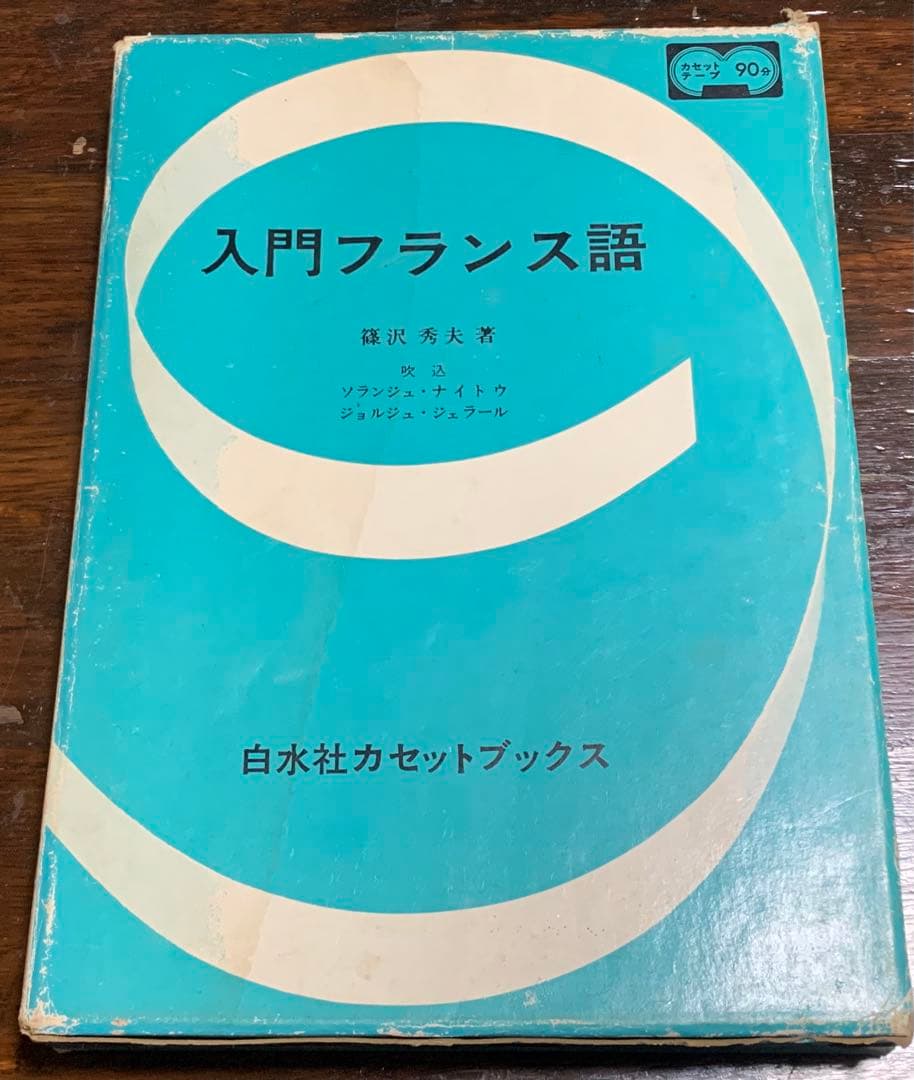 カセット
テープ 90分
入門フランス語
篠沢秀夫著
吹込
ソランジュ・ナイトウ
ジョルジュ・ジェラール
白水社カセットブックス